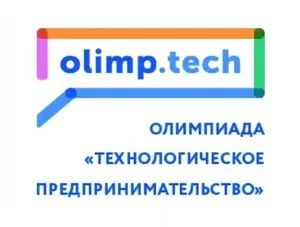 olimp.tech
ОЛИМПИАДА
«ТЕХНОЛОГИЧЕСКОЕ
ПРЕДПРИНИМАТЕЛЬСТВО»